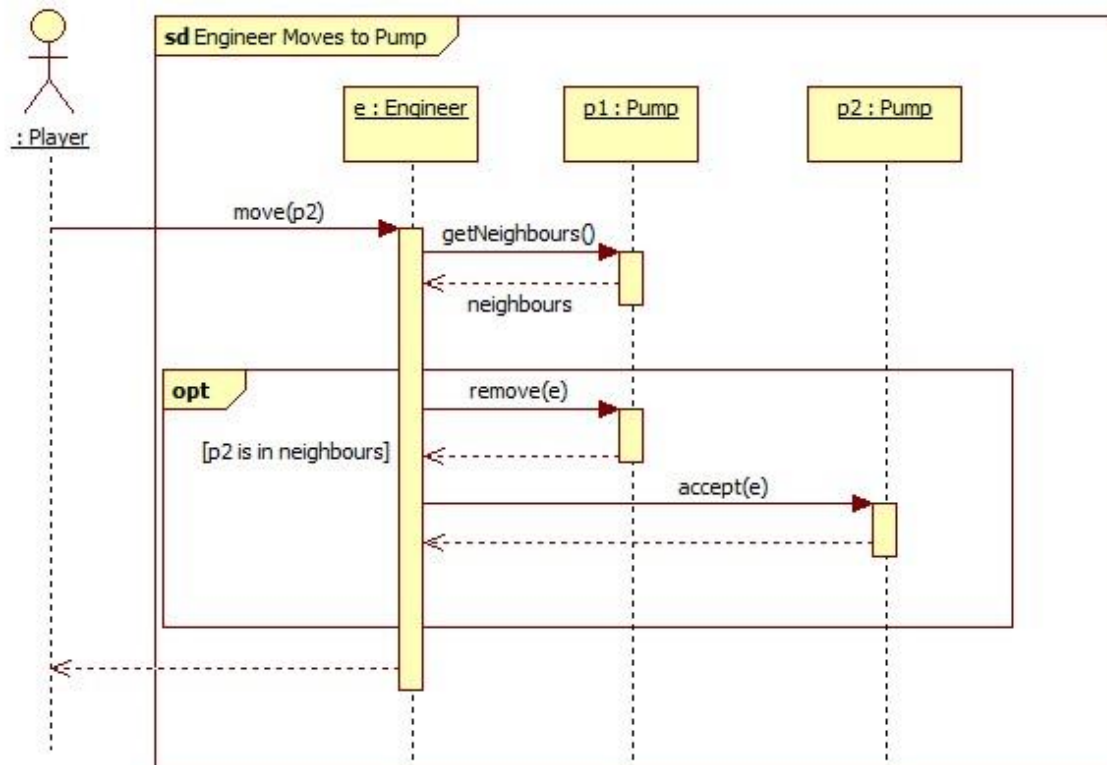 sd Engineer Moves to Pump
: Player
e : Engineer
p1 : Pump
p2 : Pump
move(p2)
getNeighbours()
neighbours
opt
remove(e)
[p2 is in neighbours]
accept(e)